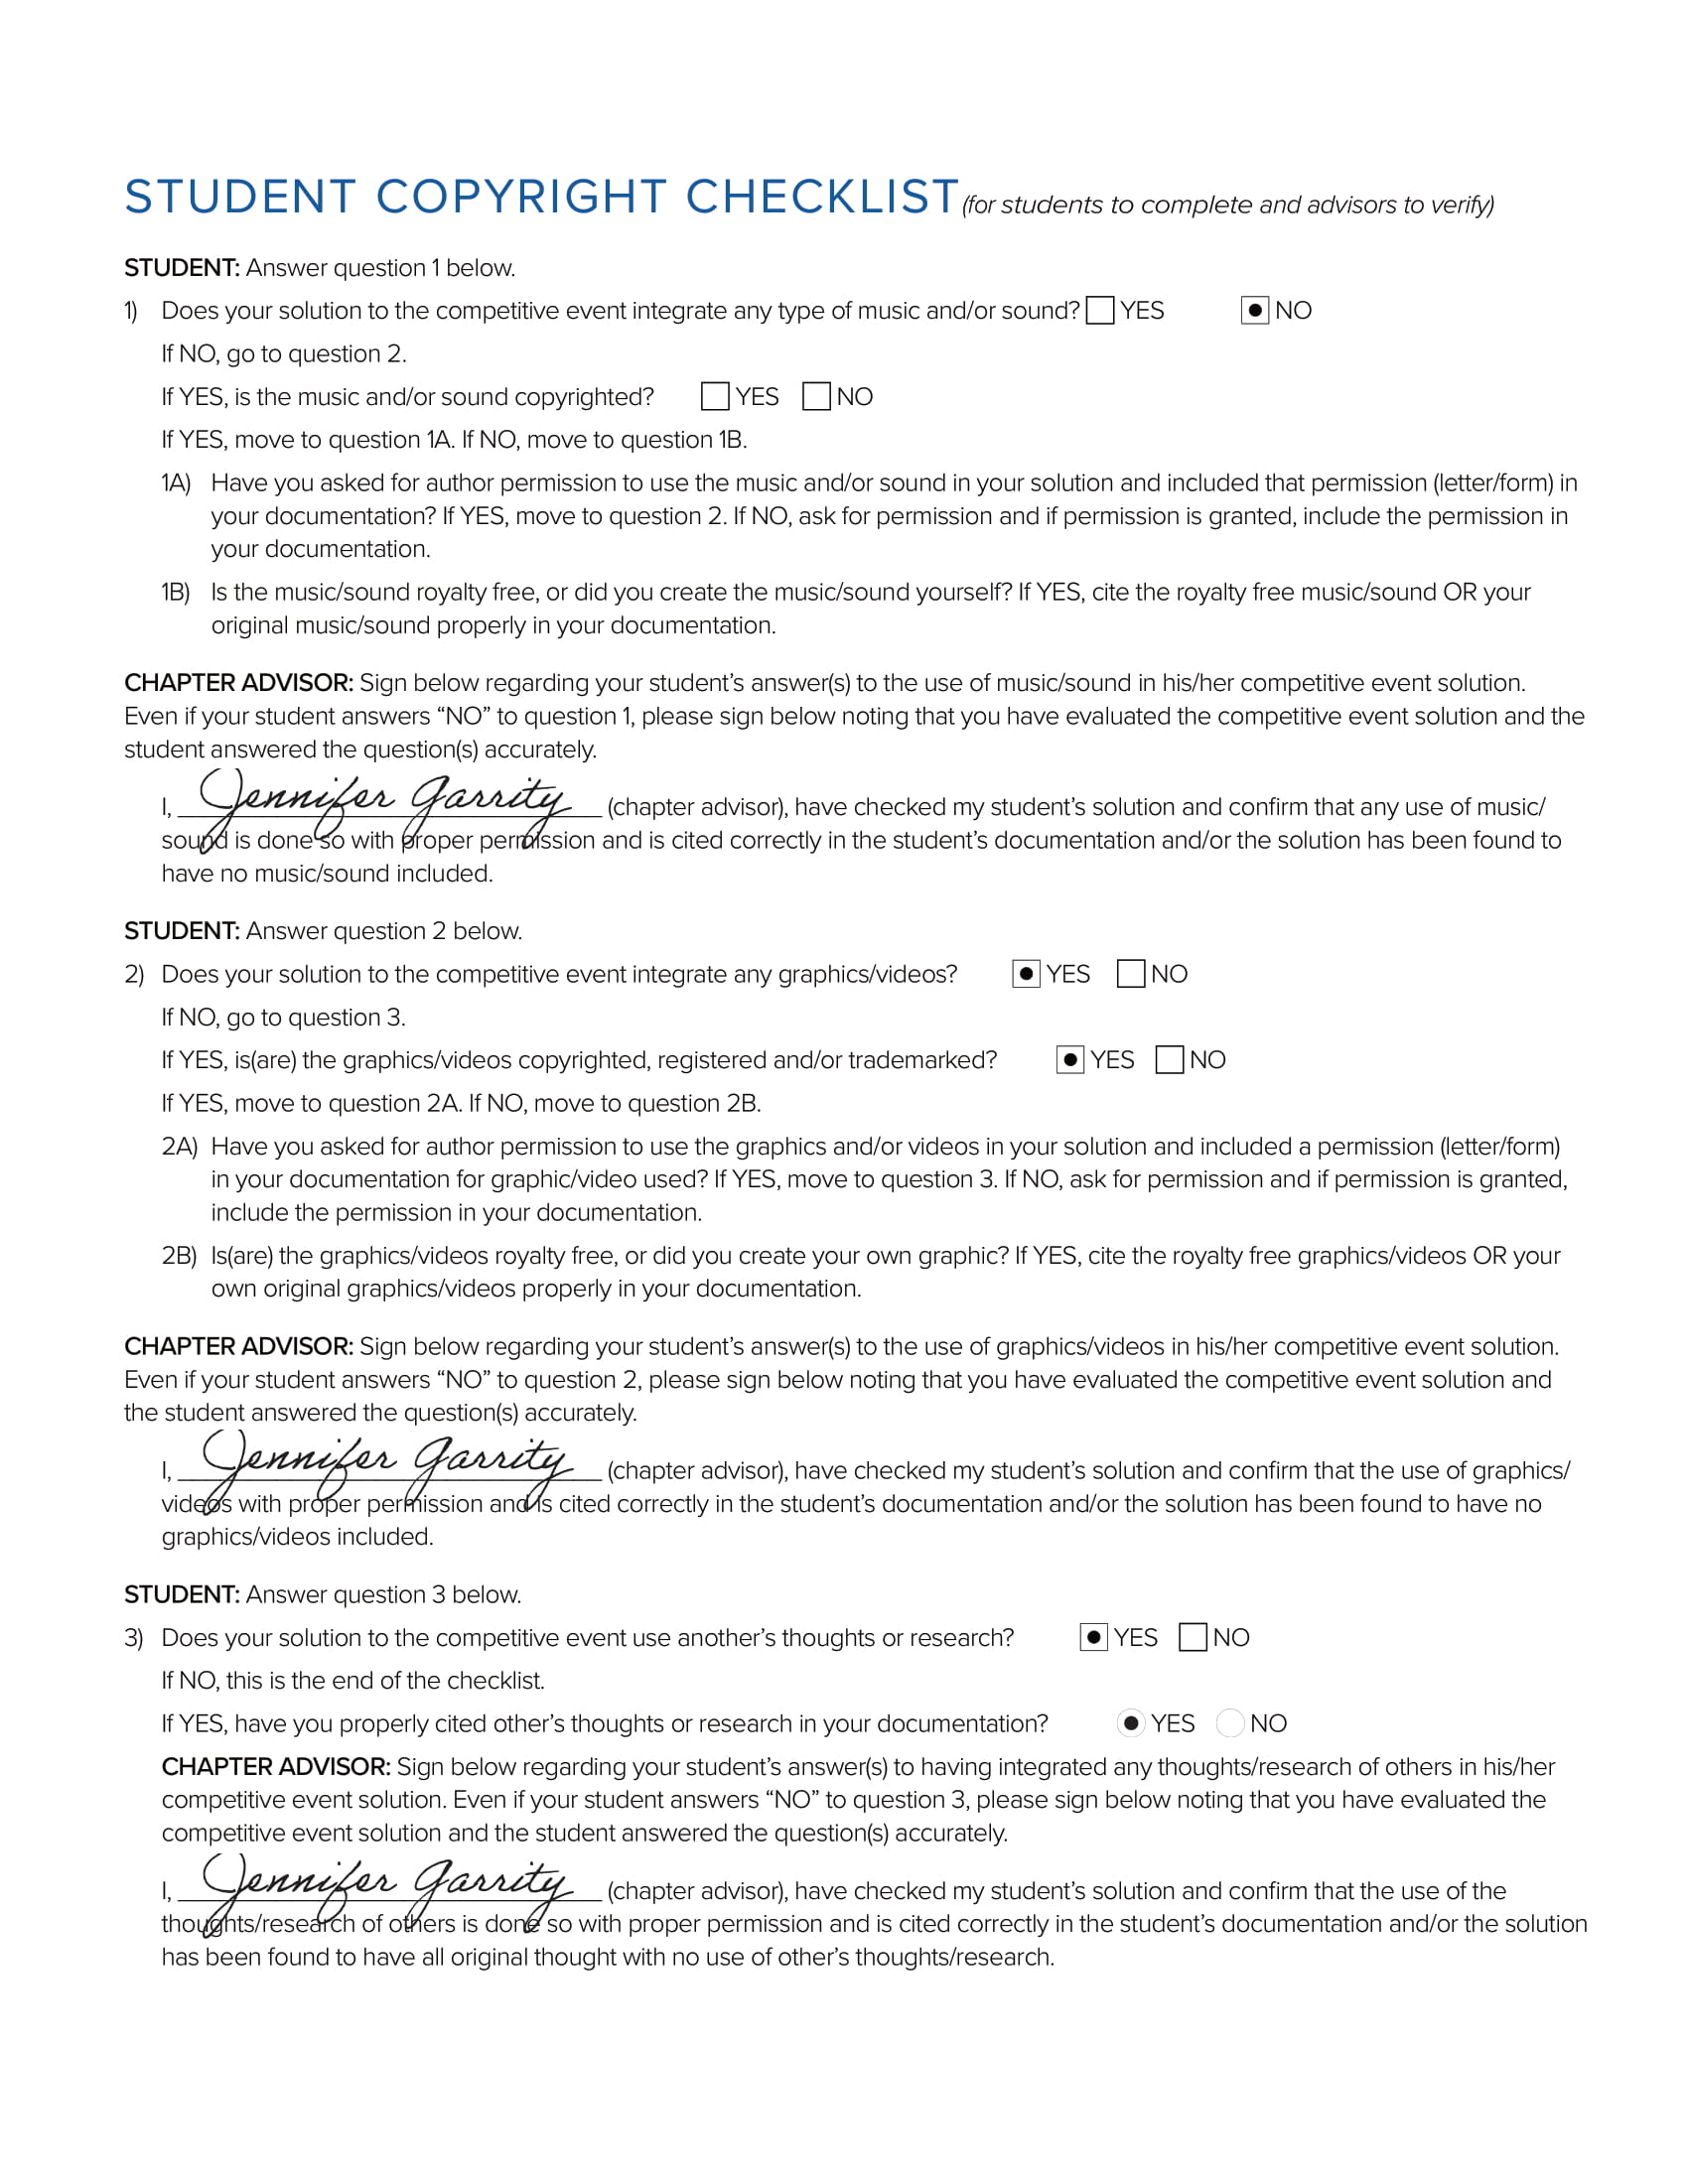 STUDENT COPYRIGHT CHECKLIST (for students to complete and advisors to verify)
STUDENT: Answer question 1 below.
1) Does your solution to the competitive event integrate any type of music and/or sound? YES NO
If NO, go to question 2.
If YES, is the music and/or sound copyrighted? YES NO
If YES, move to question 1A. If NO, move to question 1B.
1A) Have you asked for author permission to use the music and/or sound in your solution and included that permission (letter/form) in
your documentation? If YES, move to question 2. If NO, ask for permission and if permission is granted, include the permission in
your documentation.
1B) Is the music/sound royalty free, or did you create the music/sound yourself? If YES, cite the royalty free music/sound OR your
original music/sound properly in your documentation.
CHAPTER ADVISOR: Sign below regarding your student’s answer(s) to the use of music/sound in his/her competitive event solution.
Even if your student answers “NO” to question 1, please sign below noting that you have evaluated the competitive event solution and the
student answered the question(s) accurately.
I, Jennifer Garrity (chapter advisor), have checked my student’s solution and confirm that any use of music/
sound is done so with proper permission and is cited correctly in the student’s documentation and/or the solution has been found to
have no music/sound included.
STUDENT: Answer question 2 below.
2) Does your solution to the competitive event integrate any graphics/videos? YES NO
If NO, go to question 3.
If YES, is(are) the graphics/videos copyrighted, registered and/or trademarked? YES NO
If YES, move to question 2A. If NO, move to question 2B.
2A) Have you asked for author permission to use the graphics and/or videos in your solution and included a permission (letter/form)
in your documentation for graphic/video used? If YES, move to question 3. If NO, ask for permission and if permission is granted,
include the permission in your documentation.
2B) Is(are) the graphics/videos royalty free, or did you create your own graphic? If YES, cite the royalty free graphics/videos OR your
own original graphics/videos properly in your documentation.
CHAPTER ADVISOR: Sign below regarding your student’s answer(s) to the use of graphics/videos in his/her competitive event solution.
Even if your student answers “NO” to question 2, please sign below noting that you have evaluated the competitive event solution and
the student answered the question(s) accurately.
I, Jennifer Garrity (chapter advisor), have checked my student’s solution and confirm that the use of graphics/
videos with proper permission and is cited correctly in the student’s documentation and/or the solution has been found to have no
graphics/videos included.
STUDENT: Answer question 3 below.
3) Does your solution to the competitive event use another’s thoughts or research? YES NO
If NO, this is the end of the checklist.
If YES, have you properly cited other’s thoughts or research in your documentation? YES NO
CHAPTER ADVISOR: Sign below regarding your student’s answer(s) to having integrated any thoughts/research of others in his/her
competitive event solution. Even if your student answers “NO” to question 3, please sign below noting that you have evaluated the
competitive event solution and the student answered the question(s) accurately.
I, Jennifer Garrity (chapter advisor), have checked my student’s solution and confirm that the use of the
thoughts/research of others is done so with proper permission and is cited correctly in the student’s documentation and/or the solution
has been found to have all original thought with no use of other’s thoughts/research.